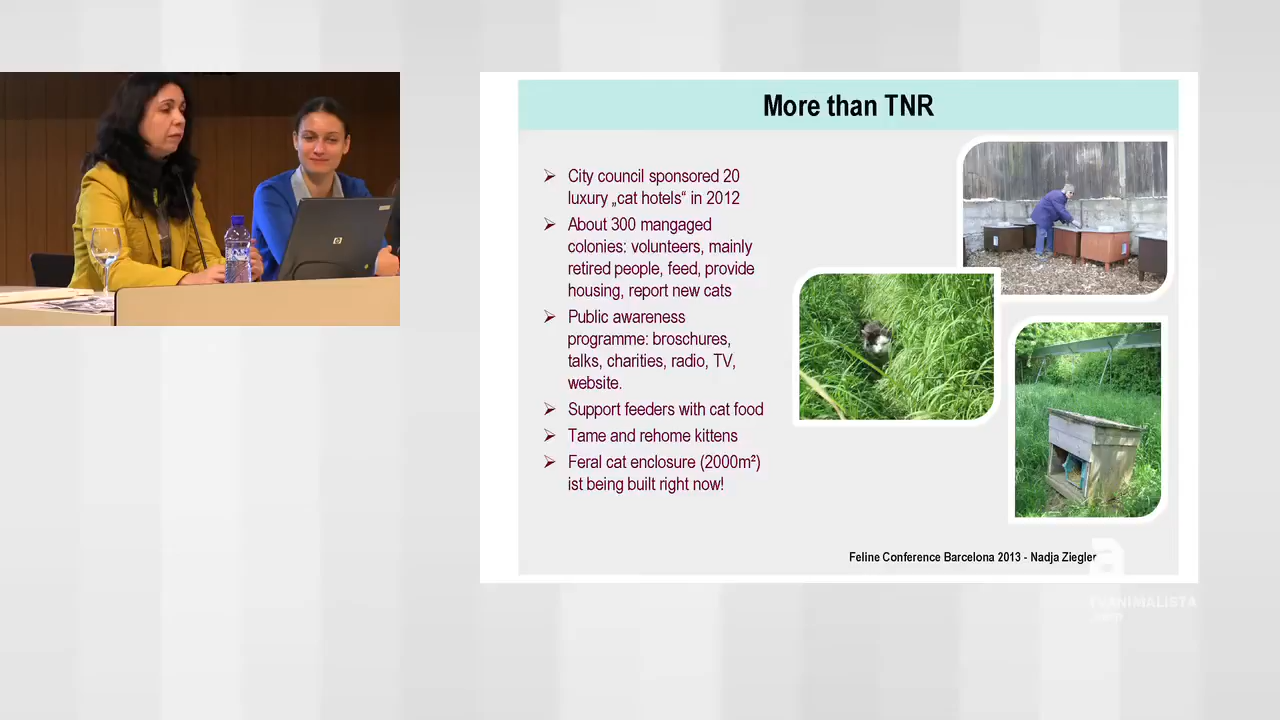 More than TNR
City council sponsored 20
luxury „cat hotels“ in 2012
About 300 mangaged
colonies: volunteers, mainly
retired people, feed, provide
housing, report new cats
Public awareness
programme: broschures,
talks, charities, radio, TV,
website.
Support feeders with cat food
Tame and rehome kittens
Feral cat enclosure (2000m²)
ist being built right now!
Feline Conference Barcelona 2013 - Nadja Ziegler
hp